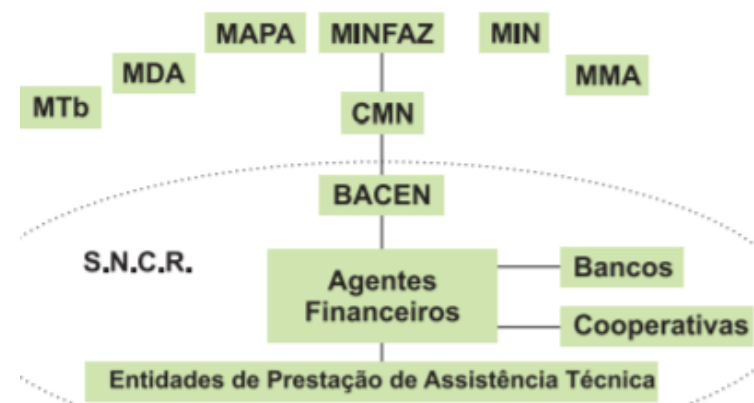 MAPA
MINFAZ
MIN
MDA
MMA
MTb
CMN
BACEN
S.N.C.R.
Agentes
Financeiros
Bancos
Cooperativas
Entidades de Prestação de Assistência Técnica